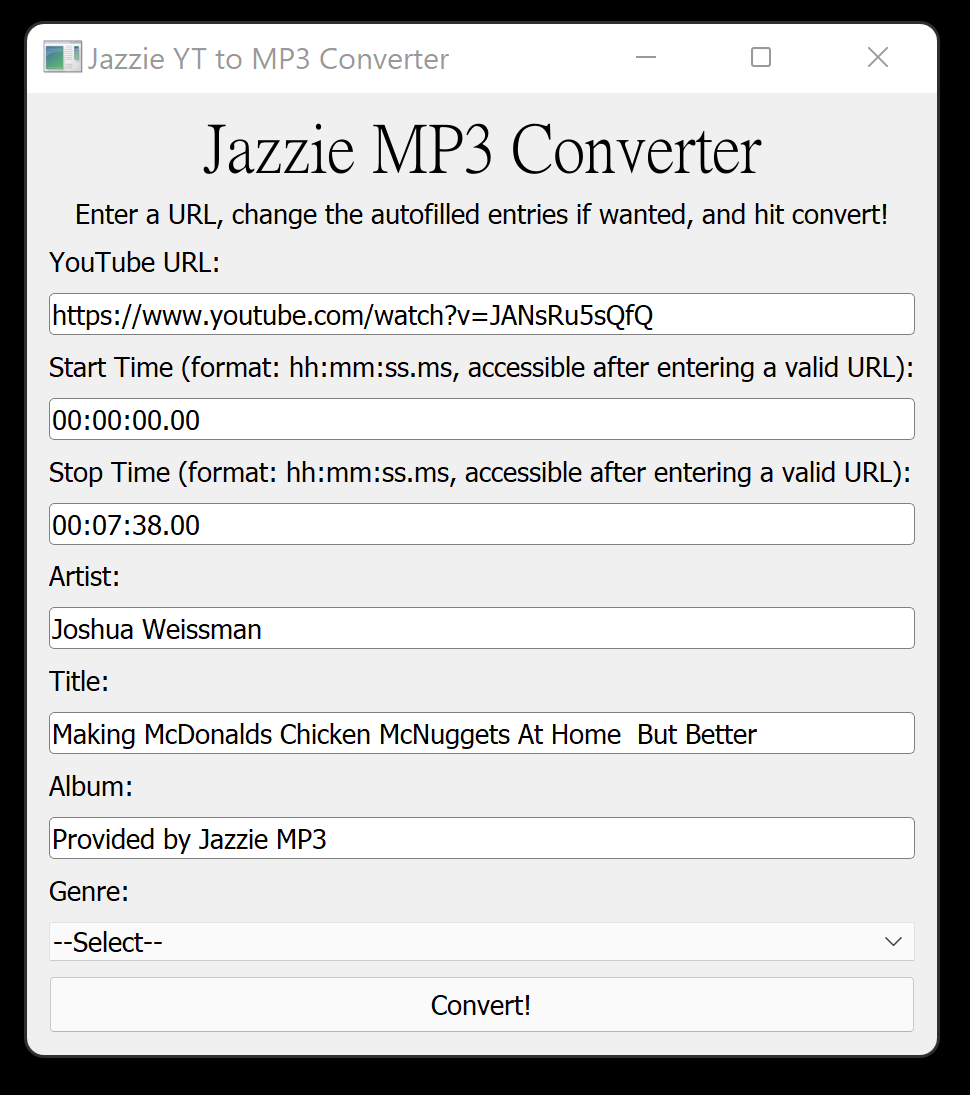 Jazzie YT to MP3 Converter
Jazzie MP3 Converter
Enter a URL, change the autofilled entries if wanted, and hit convert!
YouTube URL:
https://www.youtube.com/watch?v=JANsRu5sQfQ
Start Time (format: hh:mm:ss.ms, accessible after entering a valid URL):
00:00:00.00
Stop Time (format: hh:mm:ss.ms, accessible after entering a valid URL):
00:07:38.00
Artist:
Joshua Weissman
Title:
Making McDonalds Chicken McNuggets At Home  But Better
Album:
Provided by Jazzie MP3
Genre:
--Select--
Convert!